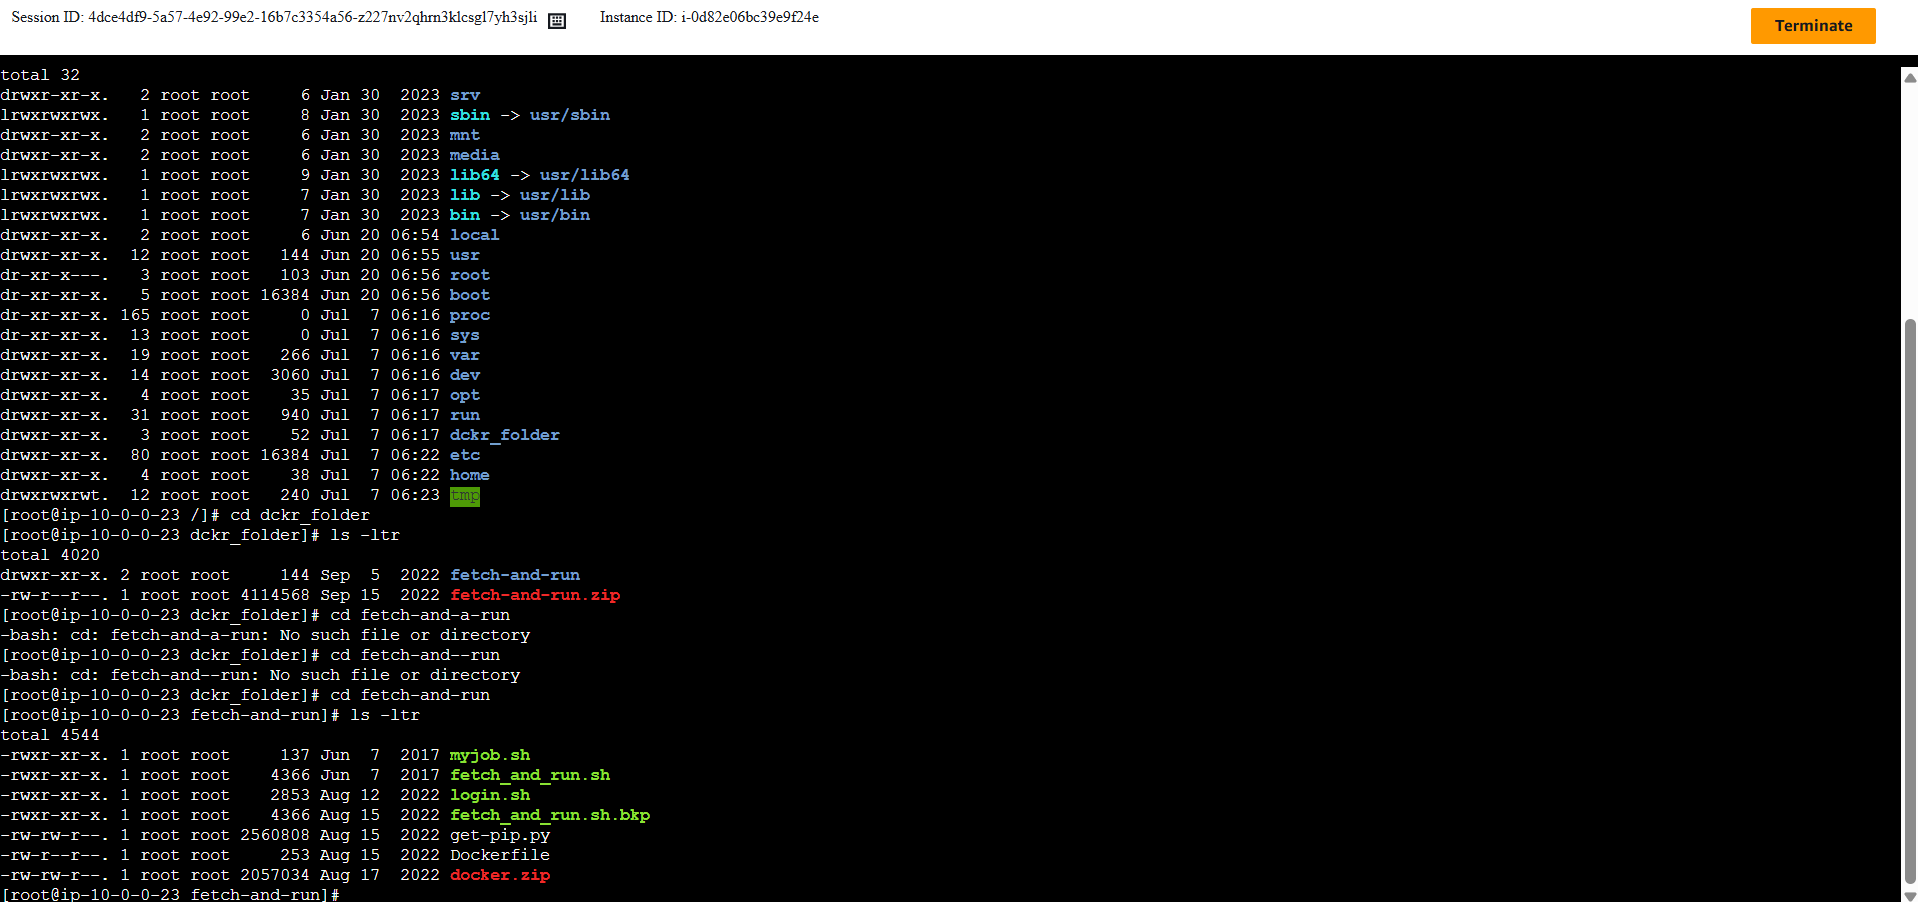 Session ID: 4dce4df9-5a57-4e92-99e2-16b7c3354a56-z227nv2qhrn3klcsgl7yh3sjli Instance ID: i-0d82e06bc39e9f24e Terminate
total 32
drwxr-xr-x.   2 root root     6 Jan 30  2023 srv
lrwxrwxrwx.   1 root root     8 Jan 30  2023 sbin -> usr/sbin
drwxr-xr-x.   2 root root     6 Jan 30  2023 mnt
drwxr-xr-x.   2 root root     6 Jan 30  2023 media
lrwxrwxrwx.   1 root root     9 Jan 30  2023 lib64 -> usr/lib64
lrwxrwxrwx.   1 root root     7 Jan 30  2023 lib -> usr/lib
lrwxrwxrwx.   1 root root     7 Jan 30  2023 bin -> usr/bin
drwxr-xr-x.   2 root root     6 Jun 20 06:54 local
drwxr-xr-x.  12 root root   144 Jun 20 06:55 usr
dr-xr-x---.   3 root root   103 Jun 20 06:56 root
dr-xr-xr-x.   5 root root 16384 Jun 20 06:56 boot
dr-xr-xr-x. 165 root root     0 Jul  7 06:16 proc
dr-xr-xr-x.  13 root root     0 Jul  7 06:16 sys
drwxr-xr-x.  19 root root   266 Jul  7 06:16 var
drwxr-xr-x.  14 root root  3060 Jul  7 06:16 dev
drwxr-xr-x.   4 root root    35 Jul  7 06:17 opt
drwxr-xr-x.  31 root root   940 Jul  7 06:17 run
drwxr-xr-x.   3 root root    52 Jul  7 06:17 dckr_folder
drwxr-xr-x.  80 root root 16384 Jul  7 06:22 etc
drwxr-xr-x.   4 root root    38 Jul  7 06:22 home
drwxrwxrwt.  12 root root   240 Jul  7 06:23 tmp
[root@ip-10-0-0-23 /]# cd dckr_folder
[root@ip-10-0-0-23 dckr_folder]# ls -ltr
total 4020
drwxr-xr-x. 2 root root     144 Sep  5  2022 fetch-and-run
-rw-r--r--. 1 root root 4114568 Sep 15  2022 fetch-and-run.zip
[root@ip-10-0-0-23 dckr_folder]# cd fetch-and-a-run
-bash: cd: fetch-and-a-run: No such file or directory
[root@ip-10-0-0-23 dckr_folder]# cd fetch-and--run
-bash: cd: fetch-and--run: No such file or directory
[root@ip-10-0-0-23 dckr_folder]# cd fetch-and-run
[root@ip-10-0-0-23 fetch-and-run]# ls -ltr
total 4544
-rwxr-xr-x. 1 root root     137 Jun  7  2017 myjob.sh
-rwxr-xr-x. 1 root root    4366 Jun  7  2017 fetch_and_run.sh
-rwxr-xr-x. 1 root root    2853 Aug 12  2022 login.sh
-rwxr-xr-x. 1 root root    4366 Aug 15  2022 fetch_and_run.sh.bkp
-rw-rw-r--. 1 root root 2560808 Aug 15  2022 get-pip.py
-rw-r--r--. 1 root root     253 Aug 15  2022 Dockerfile
-rw-rw-r--. 1 root root 2057034 Aug 17  2022 docker.zip
[root@ip-10-0-0-23 fetch-and-run]#